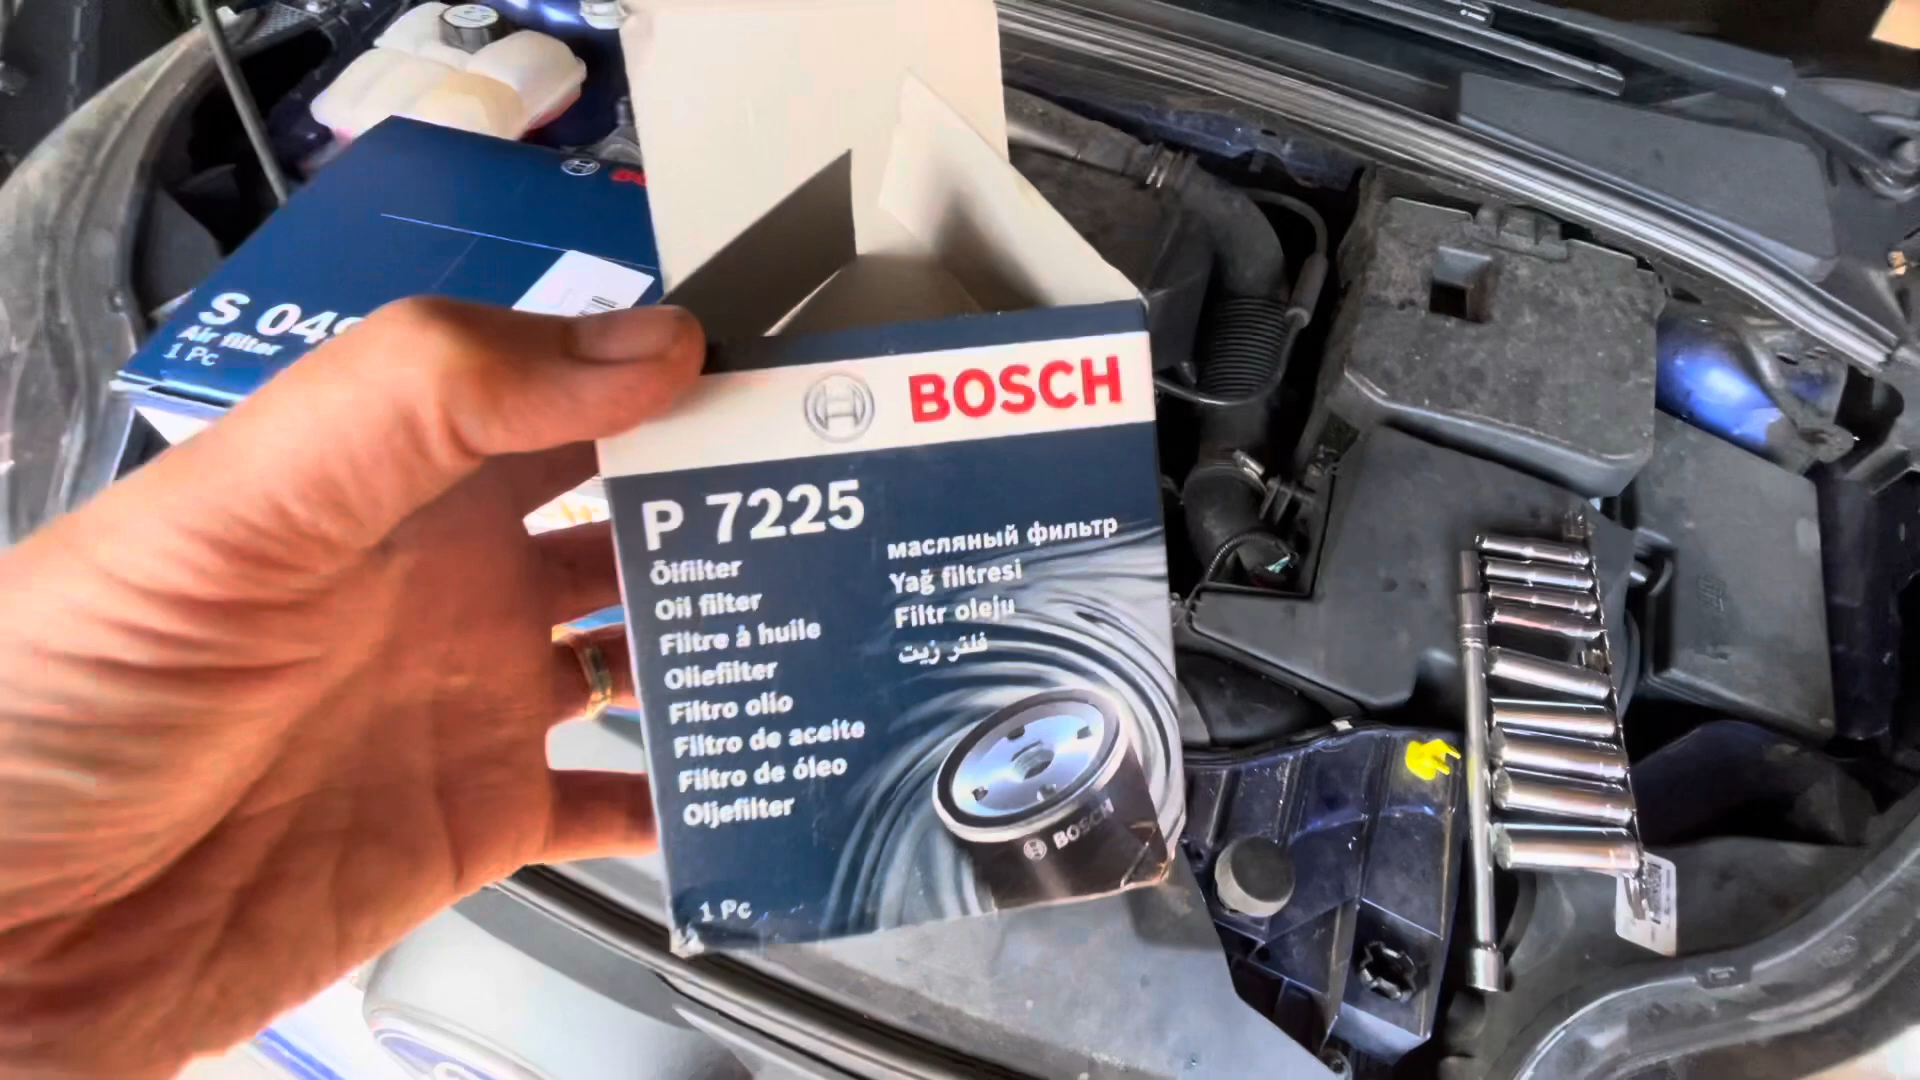 BOSCH
P 7225
Ölfilter
Oil filter
Filtre à huile
Oliefilter
Filtro olio
Filtro de aceite
Filtro de óleo
Oljefilter
масляный фильтр
Yağ filtresi
Filtr oleju
فلتر زيت
BOSCH
1 Pc
S 04
Air filter
1 Pc